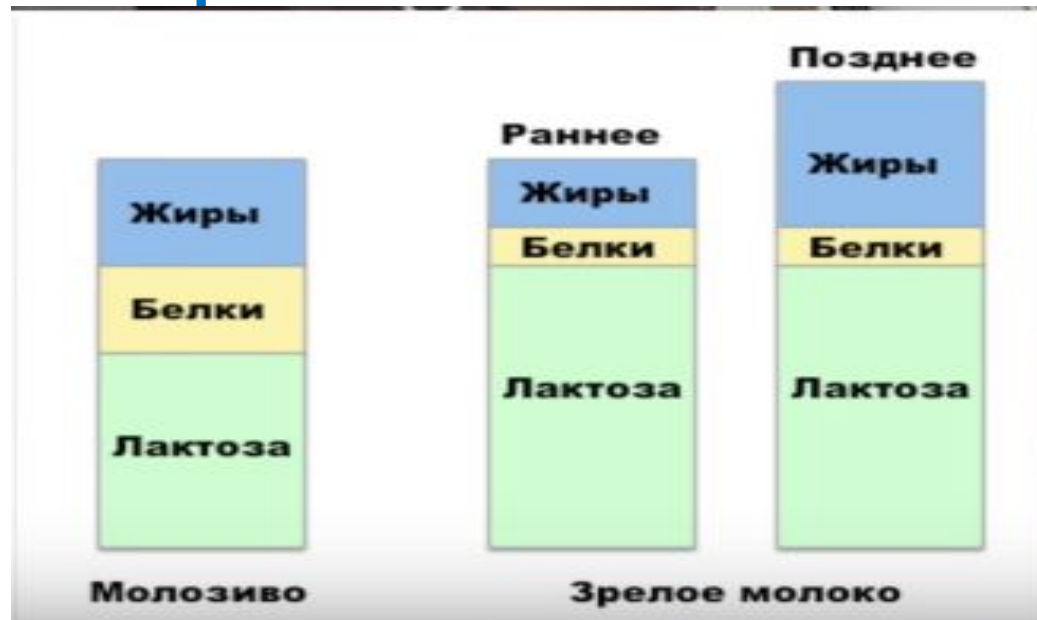 Позднее
Раннее
Жиры
Жиры
Жиры
Белки
Белки
Белки
Лактоза
Лактоза
Лактоза
Молозиво
Зрелое молоко